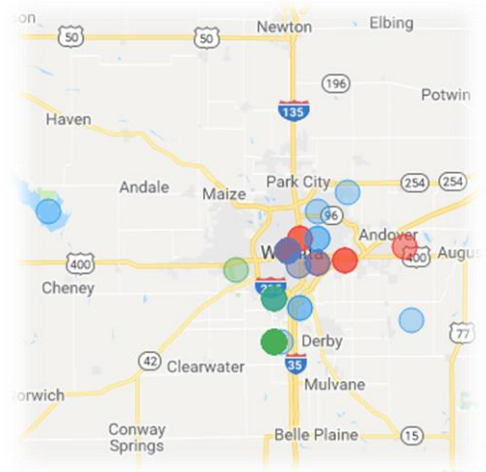 on
Newton
Elbing
50
50
196
Potwin
135
Haven
Park City
254
254
Andale
Maize
96
Andover
400
400
Augus
Cheney
Derby
77
42
Clearwater
35
Mulvane
orwich
Conway
Springs
Belle Plaine
15